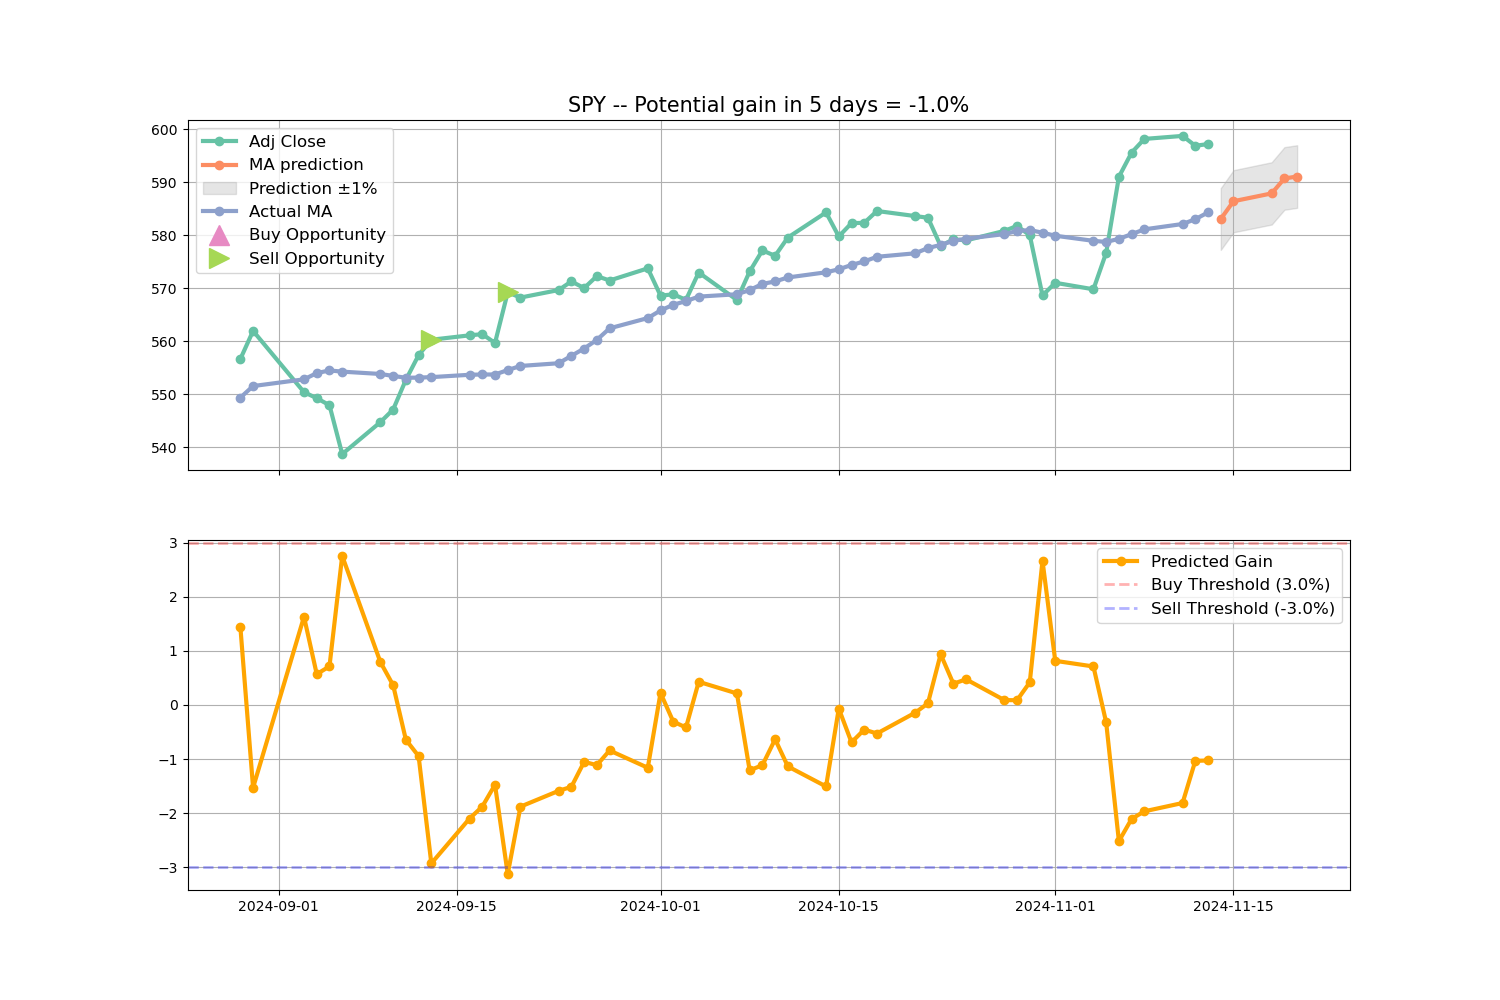 SPY -- Potential gain in 5 days = -1.0%
600
590
580
570
560
550
540
Adj Close
MA prediction
Prediction ±1%
Actual MA
Buy Opportunity
Sell Opportunity
3
2
1
0
−1
−2
−3
Predicted Gain
Buy Threshold (3.0%)
Sell Threshold (-3.0%)
2024-09-01
2024-09-15
2024-10-01
2024-10-15
2024-11-01
2024-11-15